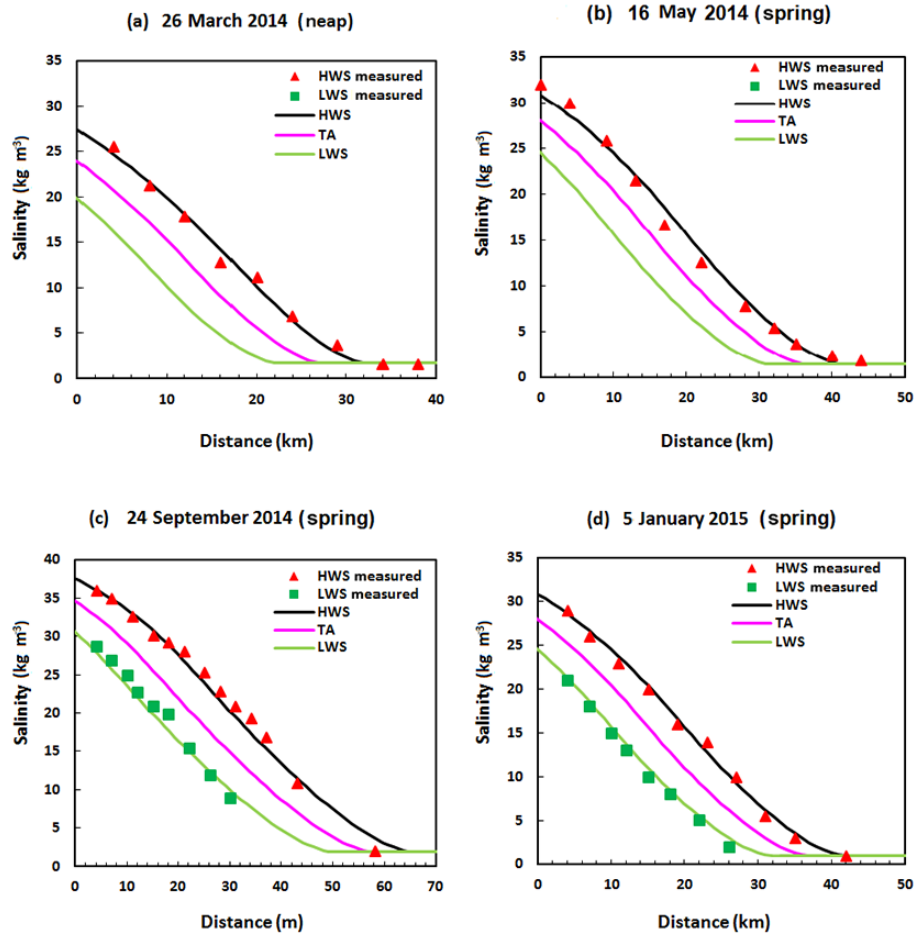 (a) 26 March 2014 (neap)
(b) 16 May 2014 (spring)
35
30
25
20
15
10
5
0
Salinity (kg m³)
HWS measured
LWS measured
HWS
TA
LWS
0 10 20 30 40
Distance (km)
35
30
25
20
15
10
5
0
Salinity (kg m³)
HWS measured
LWS measured
HWS
TA
LWS
0 10 20 30 40 50
Distance (km)
(c) 24 September 2014 (spring)
(d) 5 January 2015 (spring)
40
35
30
25
20
15
10
5
0
Salinity (kg m³)
HWS measured
LWS measured
HWS
TA
LWS
0 10 20 30 40 50 60 70
Distance (m)
35
30
25
20
15
10
5
0
Salinity (kg m³)
HWS measured
LWS measured
HWS
TA
LWS
0 10 20 30 40 50
Distance (km)